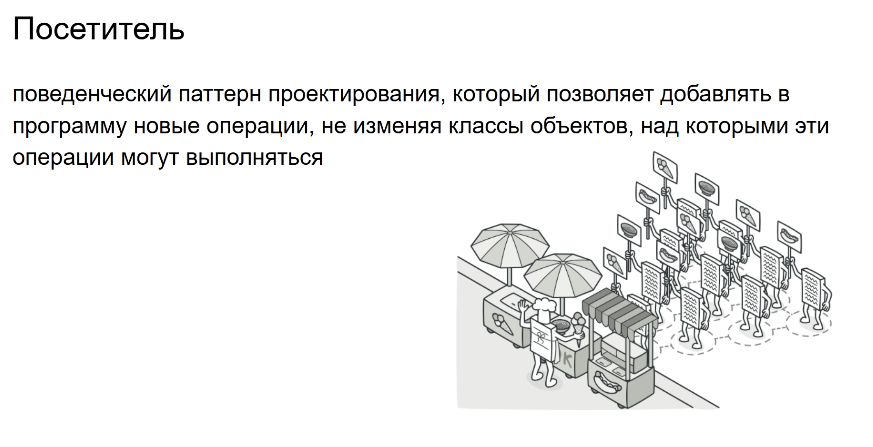 Посетитель
поведенческий паттерн проектирования, который позволяет добавлять в
программу новые операции, не изменяя классы объектов, над которыми эти
операции могут выполняться